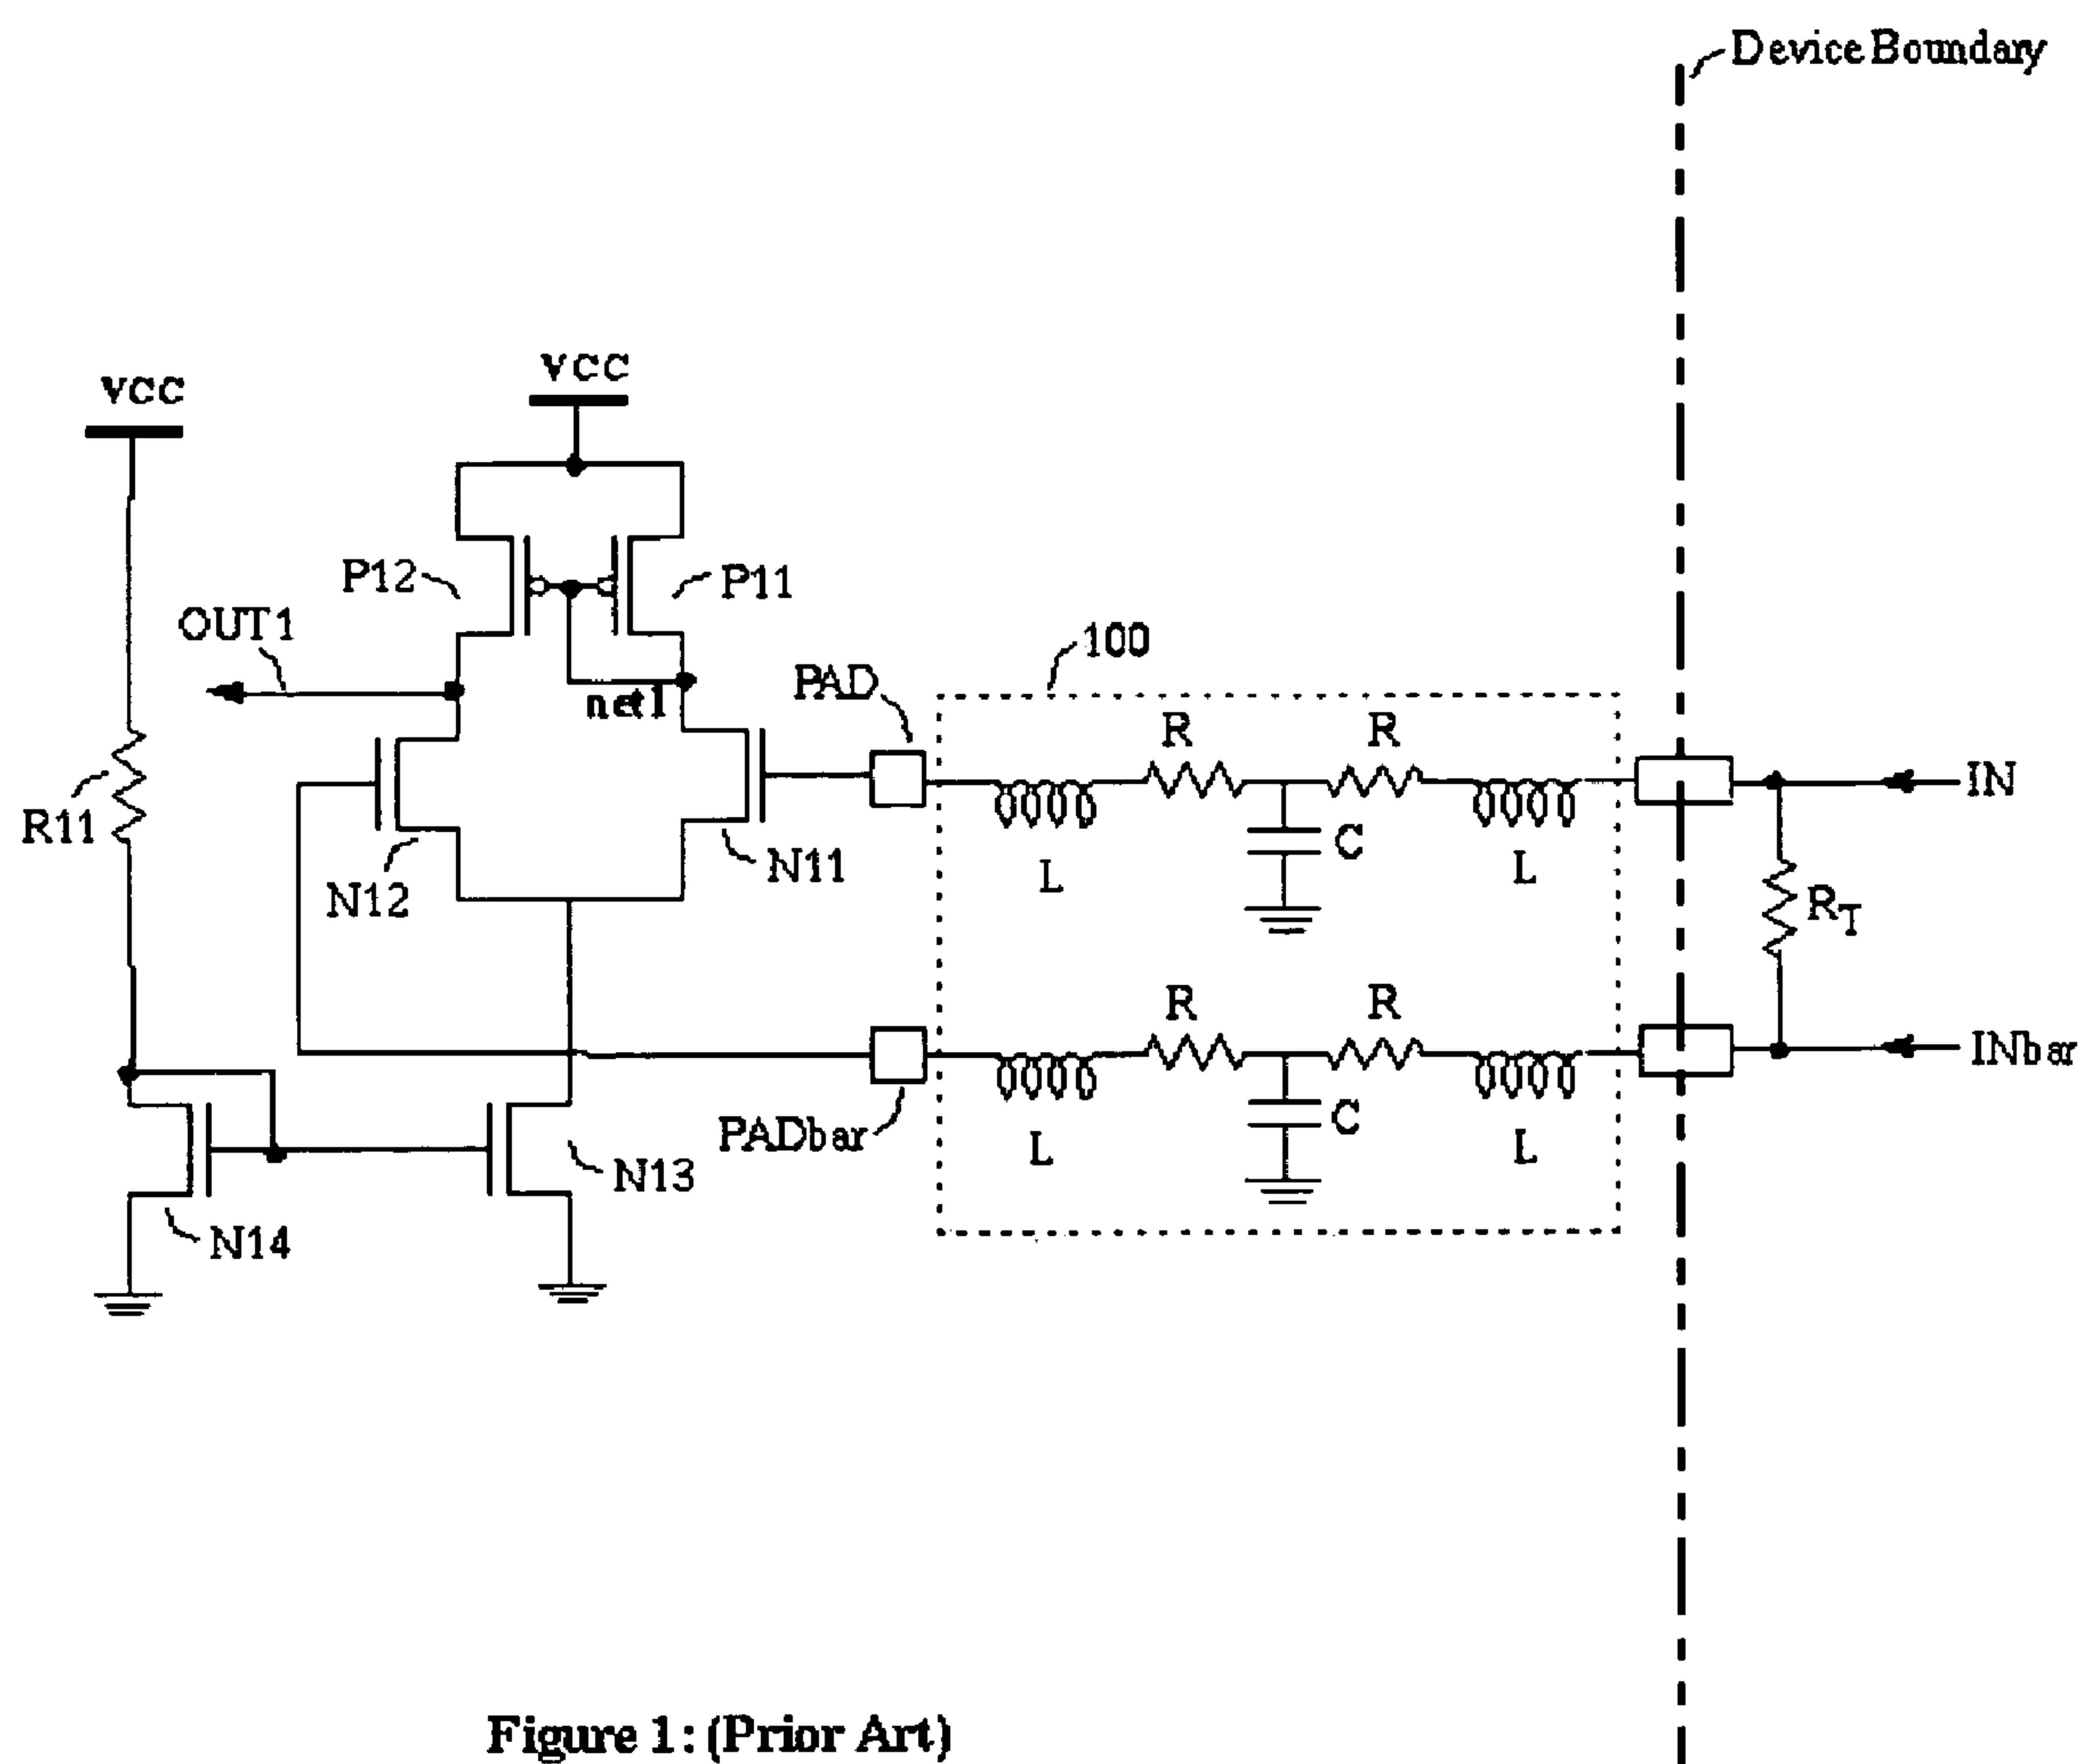 Device Boundary
VCC
VCC
P12
P11
OUT1
100
PAD
net1
R
R
IN
R11
C
N11
L
L
N12
RT
R
R
INbar
PADbar
C
L
L
N13
N14
Figure 1: (Prior Art)